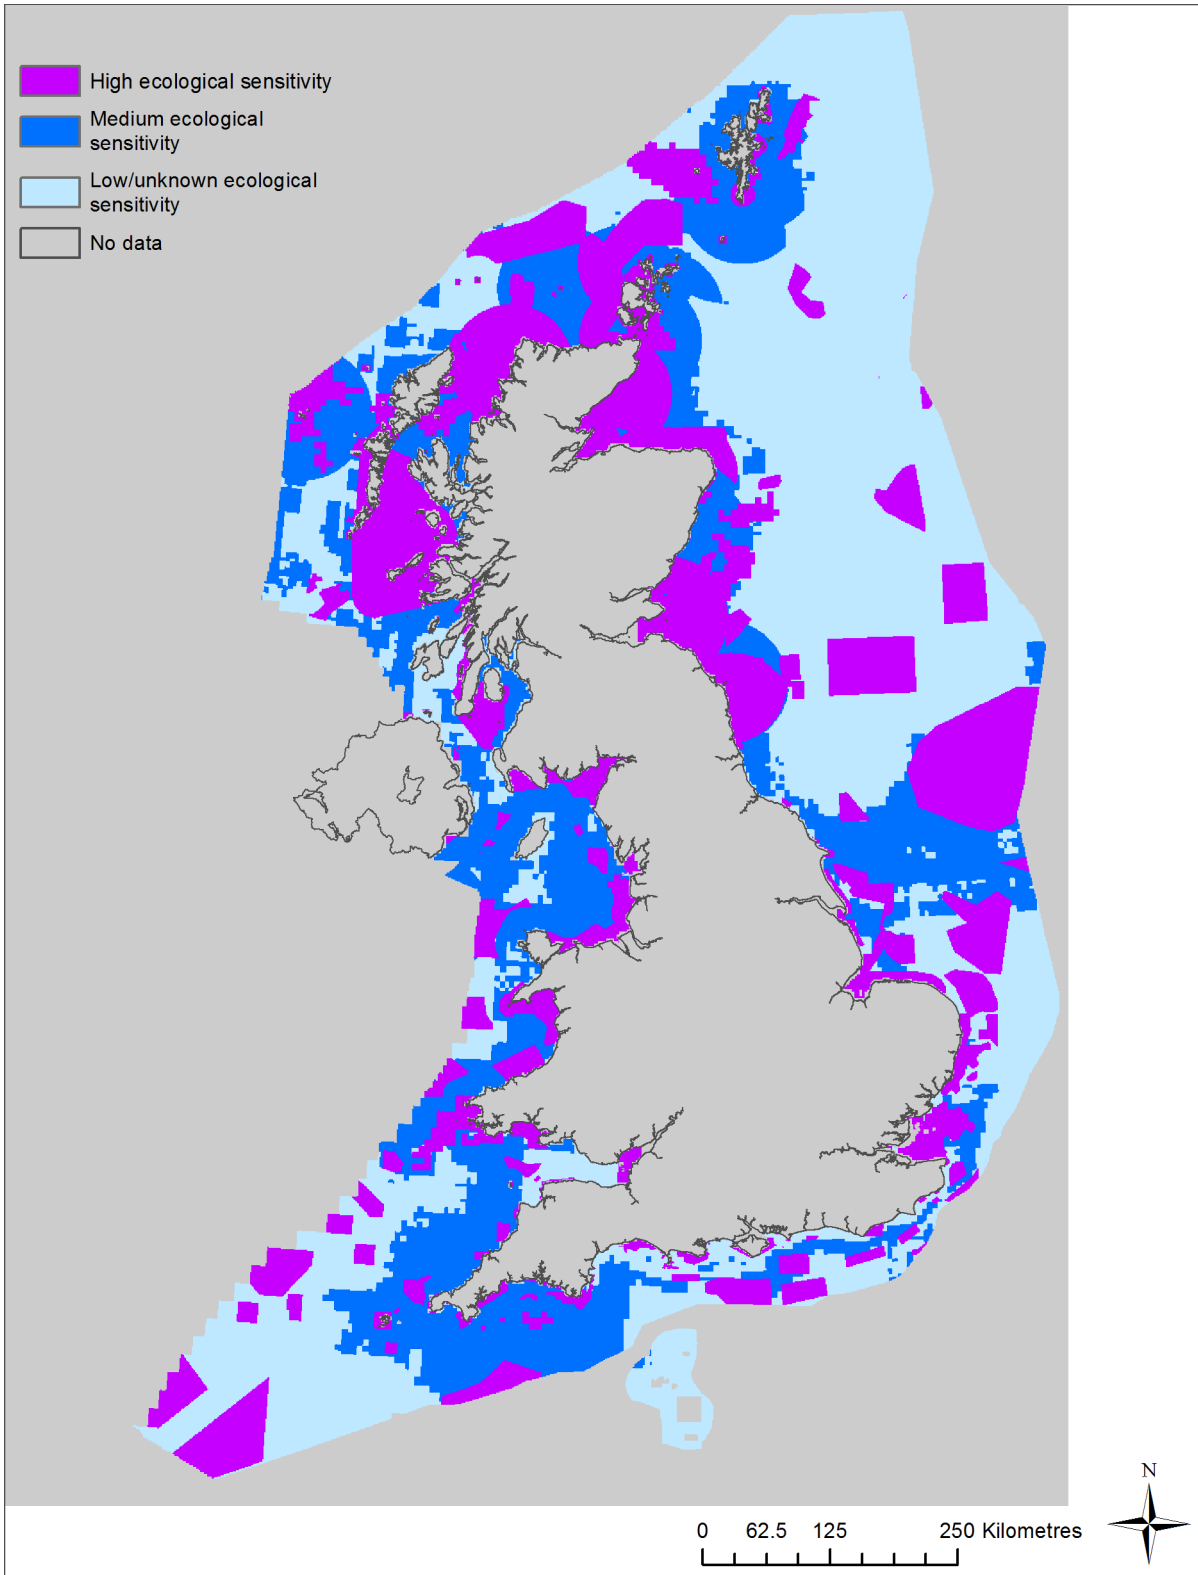 High ecological sensitivity
Medium ecological
sensitivity
Low/unknown ecological
sensitivity
No data
N
0 62.5 125 250 Kilometres